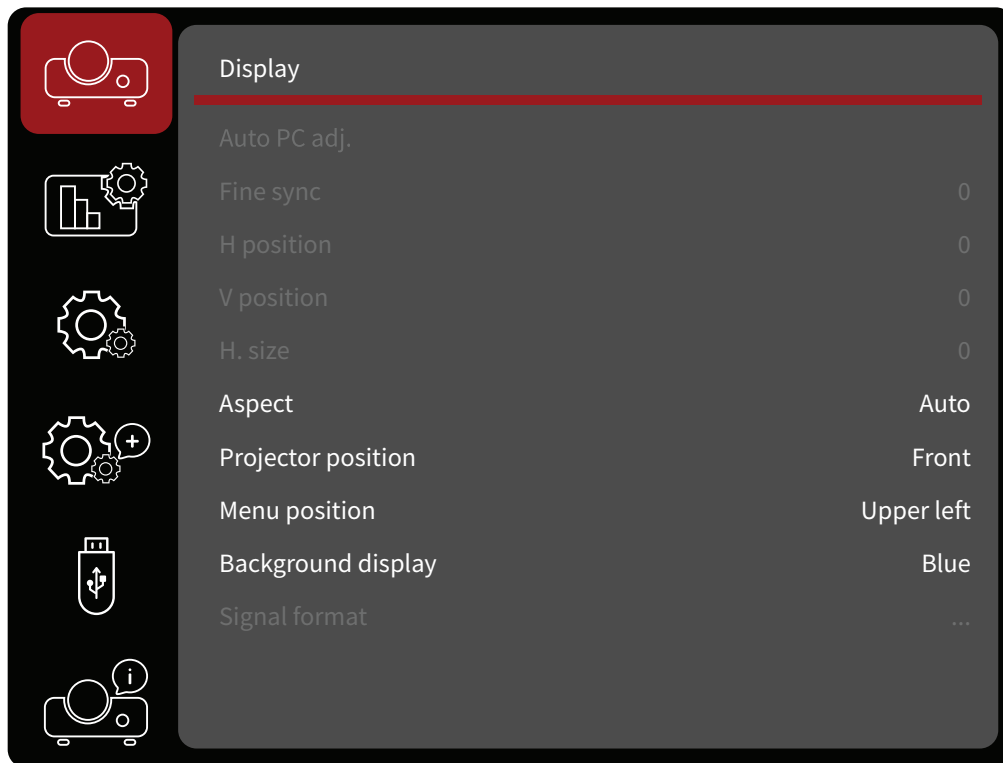 Display
Auto PC adj.
Fine sync 0
H position 0
V position 0
H. size 0
Aspect Auto
Projector position Front
Menu position Upper left
Background display Blue
Signal format ...